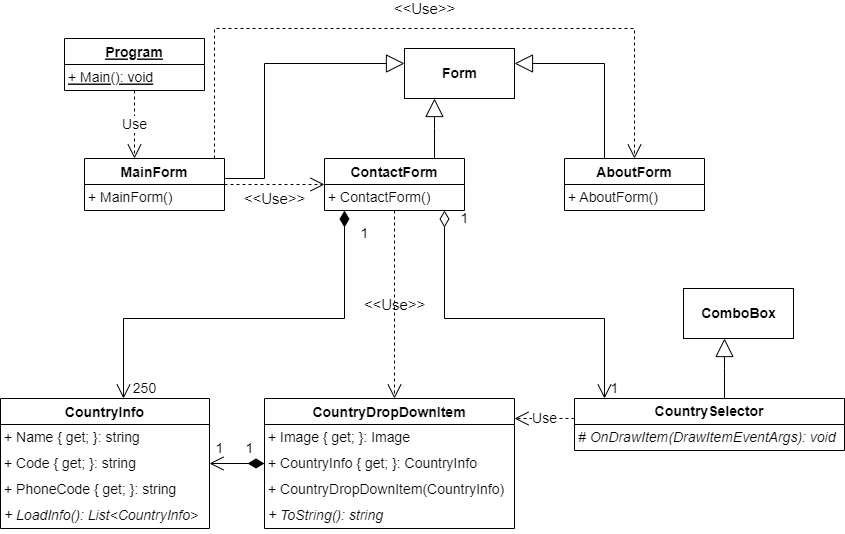 <<Use>>
Program
+ Main(): void
Form
Use
MainForm
+ MainForm()
<<Use>>
ContactForm
+ ContactForm()
AboutForm
+ AboutForm()
1
1
<<Use>>
ComboBox
250
1
CountryInfo
+ Name { get; }: string
+ Code { get; }: string
+ PhoneCode { get; }: string
+ LoadInfo(): List<CountryInfo>
1
1
CountryDropDownItem
+ Image { get; }: Image
+ CountryInfo { get; }: CountryInfo
+ CountryDropDownItem(CountryInfo)
+ ToString(): string
Use
CountrySelector
# OnDrawItem(DrawItemEventArgs): void